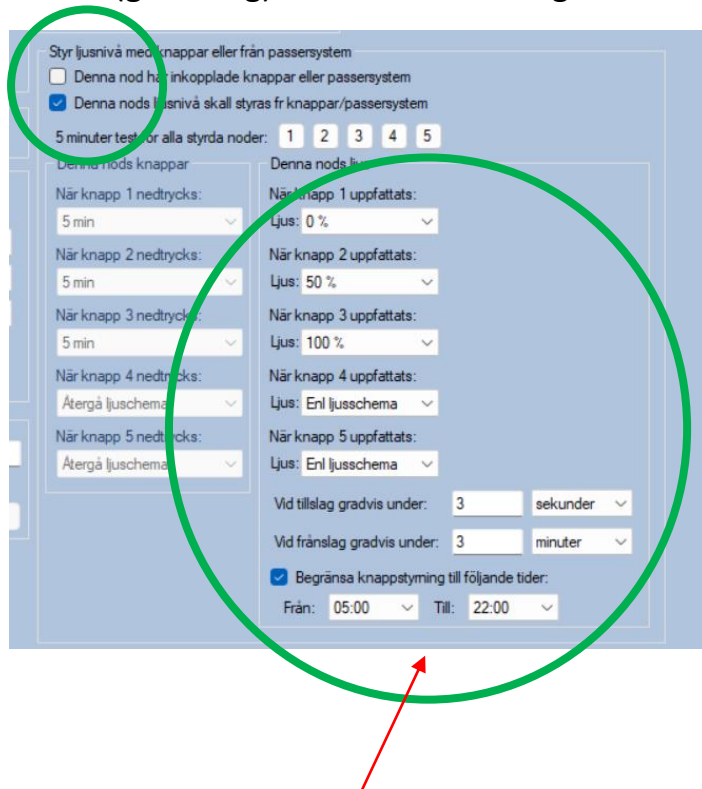 Styr ljusnivå med knappar eller från passersystem
Denna nod har inkopplade knappar eller passersystem
Denna nods ljusnivå skall styras fr knappar/passersystem
5 minuter test för alla styrda noder: 1 2 3 4 5
Denna nods knappar
När knapp 1 nedtrycks:
5 min
När knapp 2 nedtrycks:
5 min
När knapp 3 nedtrycks:
5 min
När knapp 4 nedtrycks:
Återgå ljuschema
När knapp 5 nedtrycks:
Återgå ljuschema
Denna nods ljus
När knapp 1 uppfattats:
Ljus: 0 %
När knapp 2 uppfattats:
Ljus: 50 %
När knapp 3 uppfattats:
Ljus: 100 %
När knapp 4 uppfattats:
Ljus: Enl ljusschema
När knapp 5 uppfattats:
Ljus: Enl ljusschema
Vid tillslag gradvis under: 3 sekunder
Vid frånslag gradvis under: 3 minuter
Begränsa knappstyrning till följande tider:
Från: 05:00 Till: 22:00